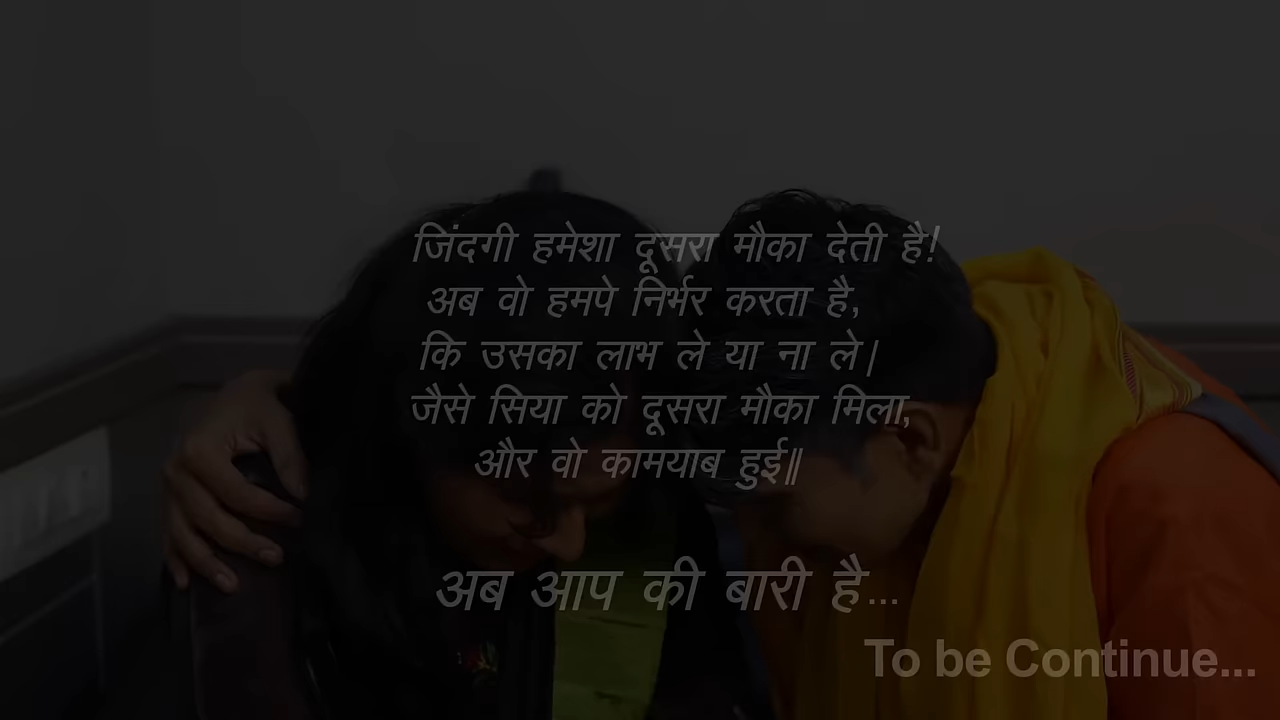 जिंदगी हमेशा दूसरा मौका देती है!
अब वो हमपे निर्भर करता है,
कि उसका लाभ ले या ना ले|
जैसे सिया को दूसरा मौका मिला,
और वो कामयाब हुई||
अब आप की बारी है...
To be Continue...